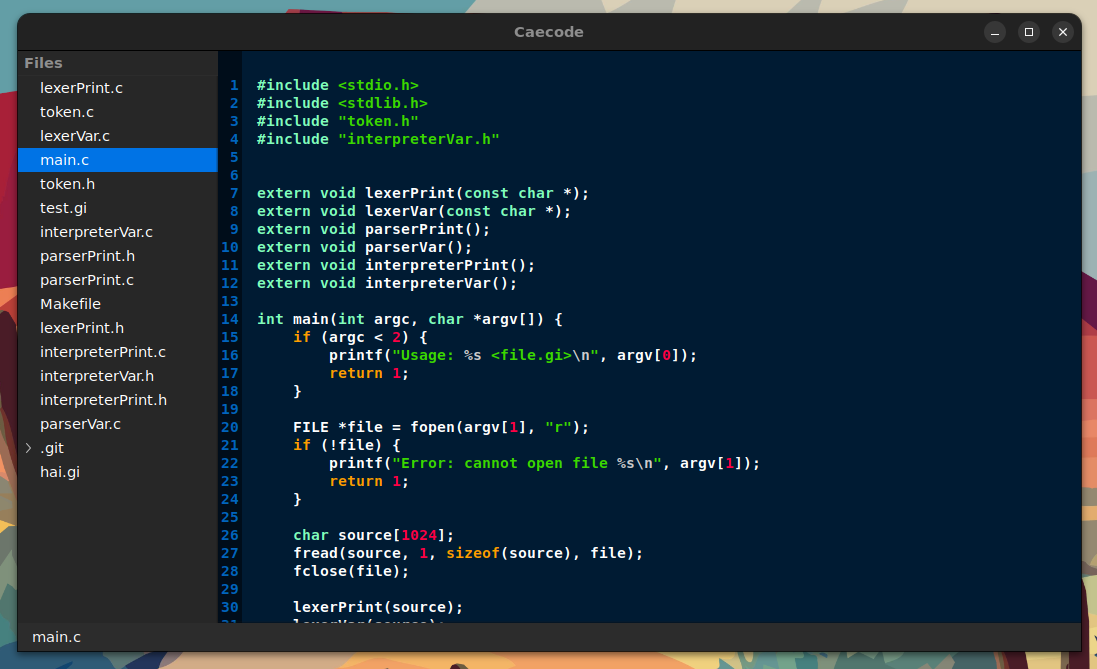 Caecode
Files
lexerPrint.c
token.c
lexerVar.c
main.c
token.h
test.gi
interpreterVar.c
parserPrint.h
parserPrint.c
Makefile
lexerPrint.h
interpreterPrint.c
interpreterVar.h
interpreterPrint.h
parserVar.c
.git
hai.gi
1 #include <stdio.h>
2 #include <stdlib.h>
3 #include "token.h"
4 #include "interpreterVar.h"
5
6
7 extern void lexerPrint(const char *);
8 extern void lexerVar(const char *);
9 extern void parserPrint();
10 extern void parserVar();
11 extern void interpreterPrint();
12 extern void interpreterVar();
13
14 int main(int argc, char *argv[]) {
15     if (argc < 2) {
16         printf("Usage: %s <file.gi>\n", argv[0]);
17         return 1;
18     }
19
20     FILE *file = fopen(argv[1], "r");
21     if (!file) {
22         printf("Error: cannot open file %s\n", argv[1]);
23         return 1;
24     }
25
26     char source[1024];
27     fread(source, 1, sizeof(source), file);
28     fclose(file);
29
30     lexerPrint(source);
31     lexerVar(source);
main.c